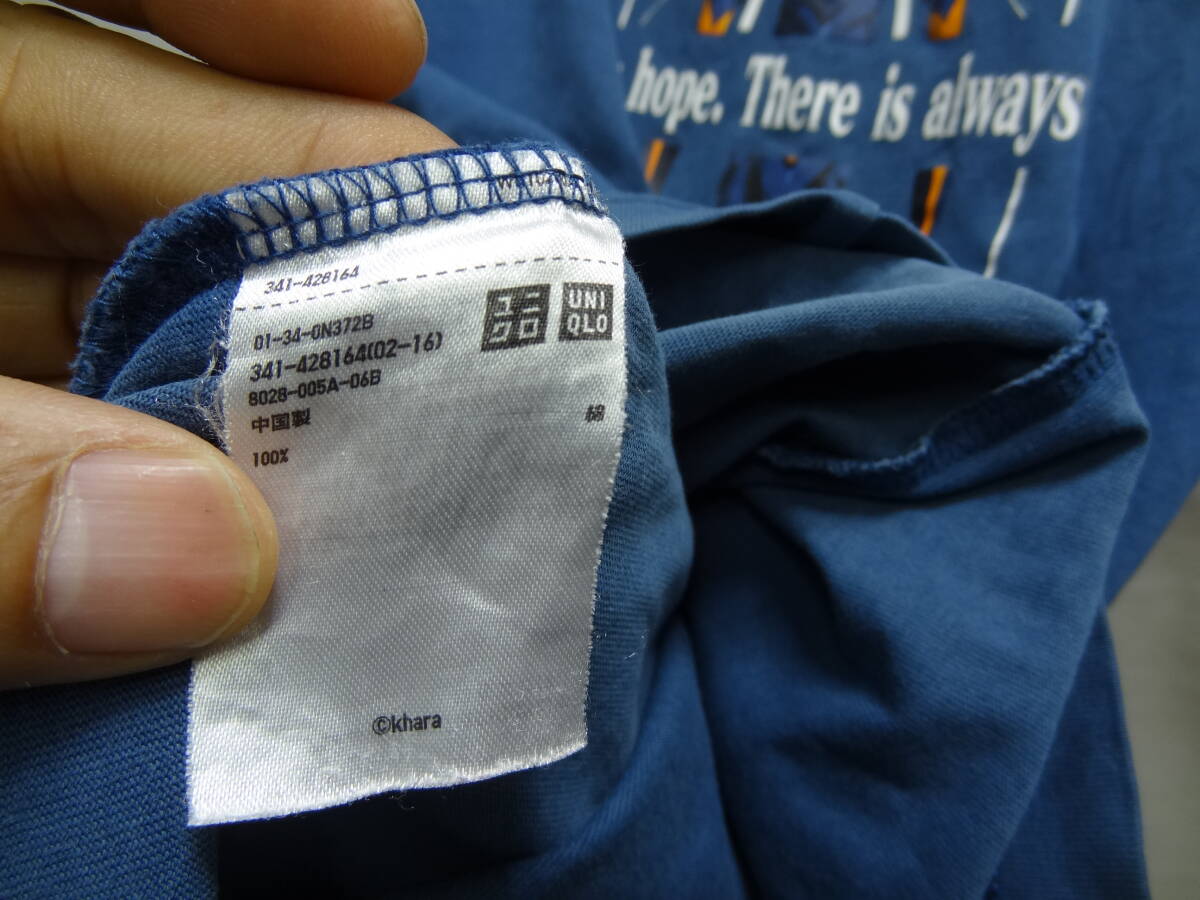 hope. There is always
341-428164
01-34-0N372B
341-428164(02-16)
8028-005A-06B
中国製
綿
100%
ユニ
クロ
UNI
QLO
©khara